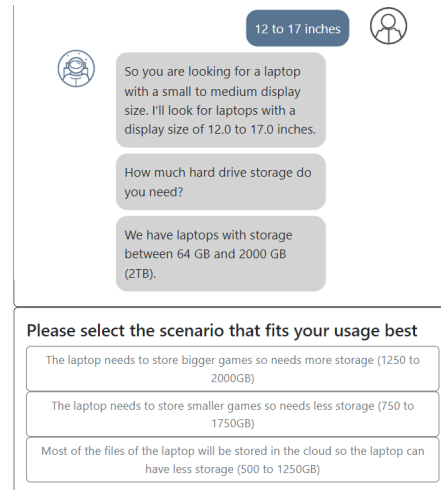 12 to 17 inches
So you are looking for a laptop
with a small to medium display
size. I'll look for laptops with a
display size of 12.0 to 17.0 inches.
How much hard drive storage do
you need?
We have laptops with storage
between 64 GB and 2000 GB
(2TB).
Please select the scenario that fits your usage best
The laptop needs to store bigger games so needs more storage (1250 to
2000GB)
The laptop needs to store smaller games so needs less storage (750 to
1750GB)
Most of the files of the laptop will be stored in the cloud so the laptop can
have less storage (500 to 1250GB)